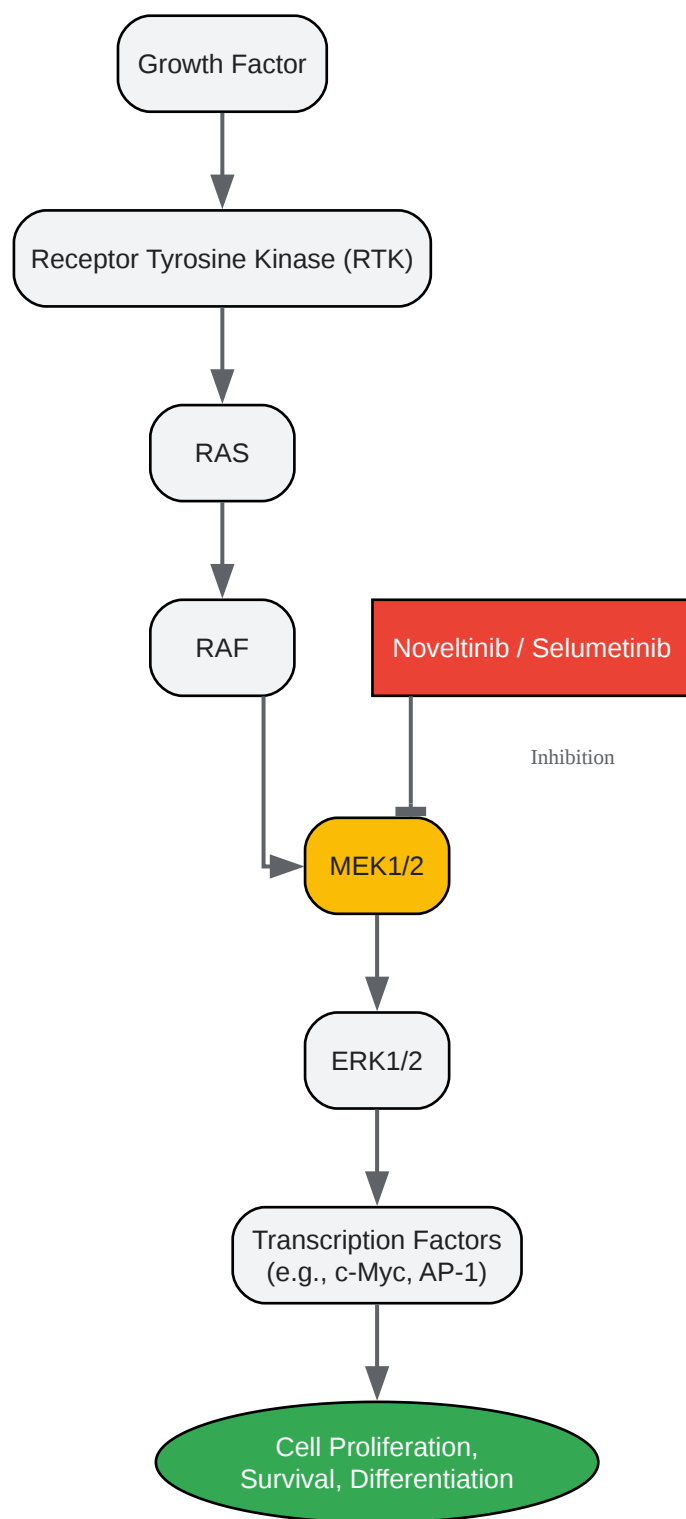 Growth Factor
Receptor Tyrosine Kinase (RTK)
RAS
RAF
Noveltinib / Selumetinib
Inhibition
MEK1/2
ERK1/2
Transcription Factors
(e.g., c-Myc, AP-1)
Cell Proliferation,
Survival, Differentiation